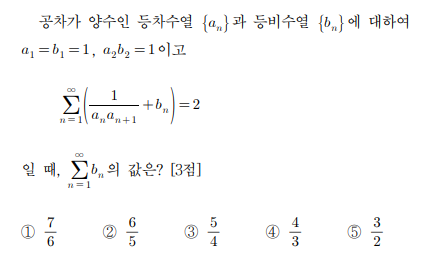 공차가 양수인 등차수열 {aₙ}과 등비수열 {bₙ}에 대하여
a₁=b₁=1, a₂b₂=1이고
∑_{n=1}^{∞}(1/(aₙaₙ₊₁)+bₙ)=2
일 때, ∑_{n=1}^{∞}bₙ의 값은? [3점]
① 7/6 ② 6/5 ③ 5/4 ④ 4/3 ⑤ 3/2